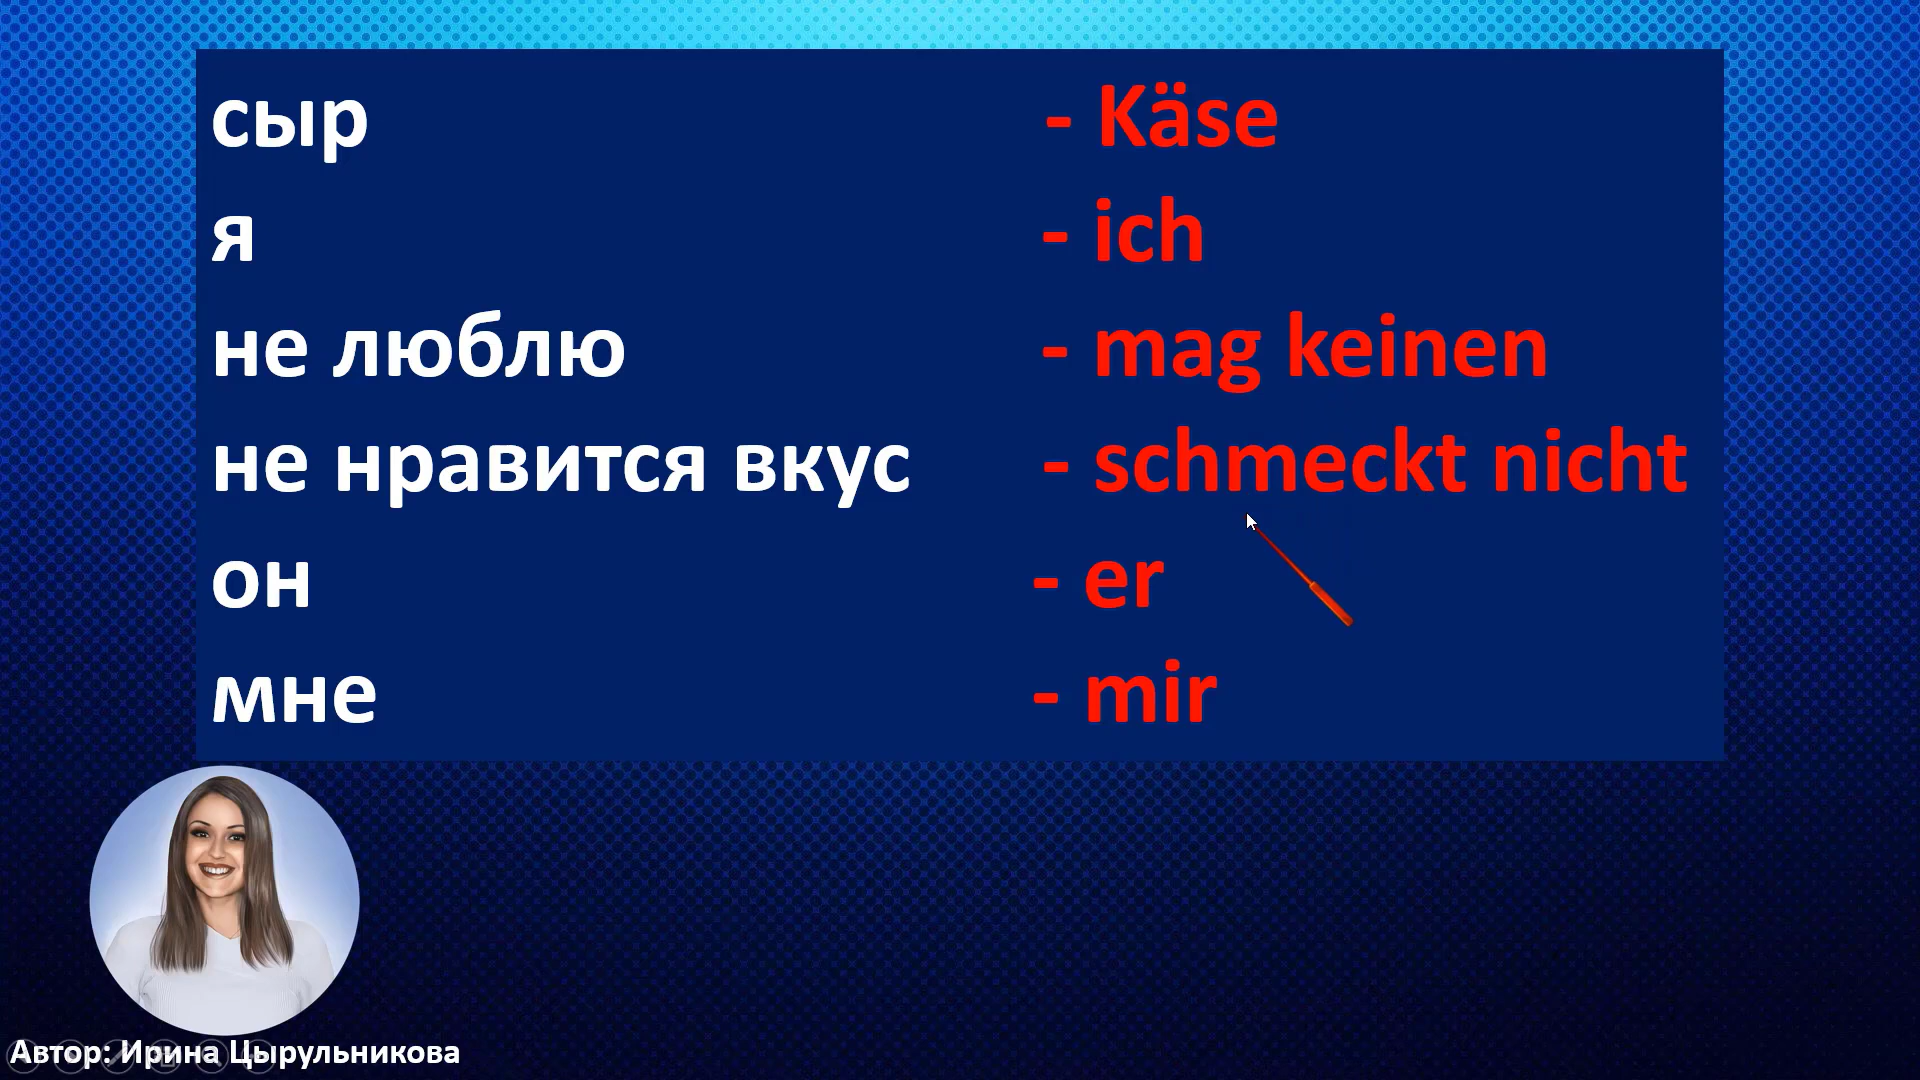 сыр - Käse
я - ich
не люблю - mag keinen
не нравится вкус - schmeckt nicht
он - er
мне - mir
Автор: Ирина Цырульникова